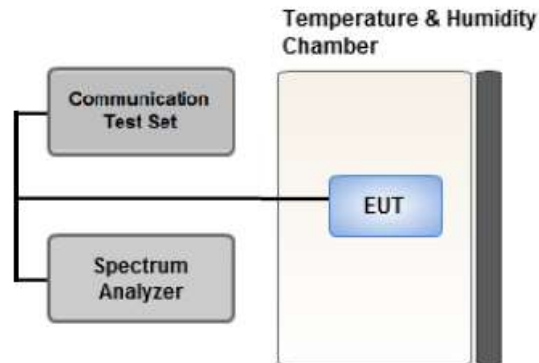 Temperature & Humidity
Chamber
Communication
Test Set
EUT
Spectrum
Analyzer